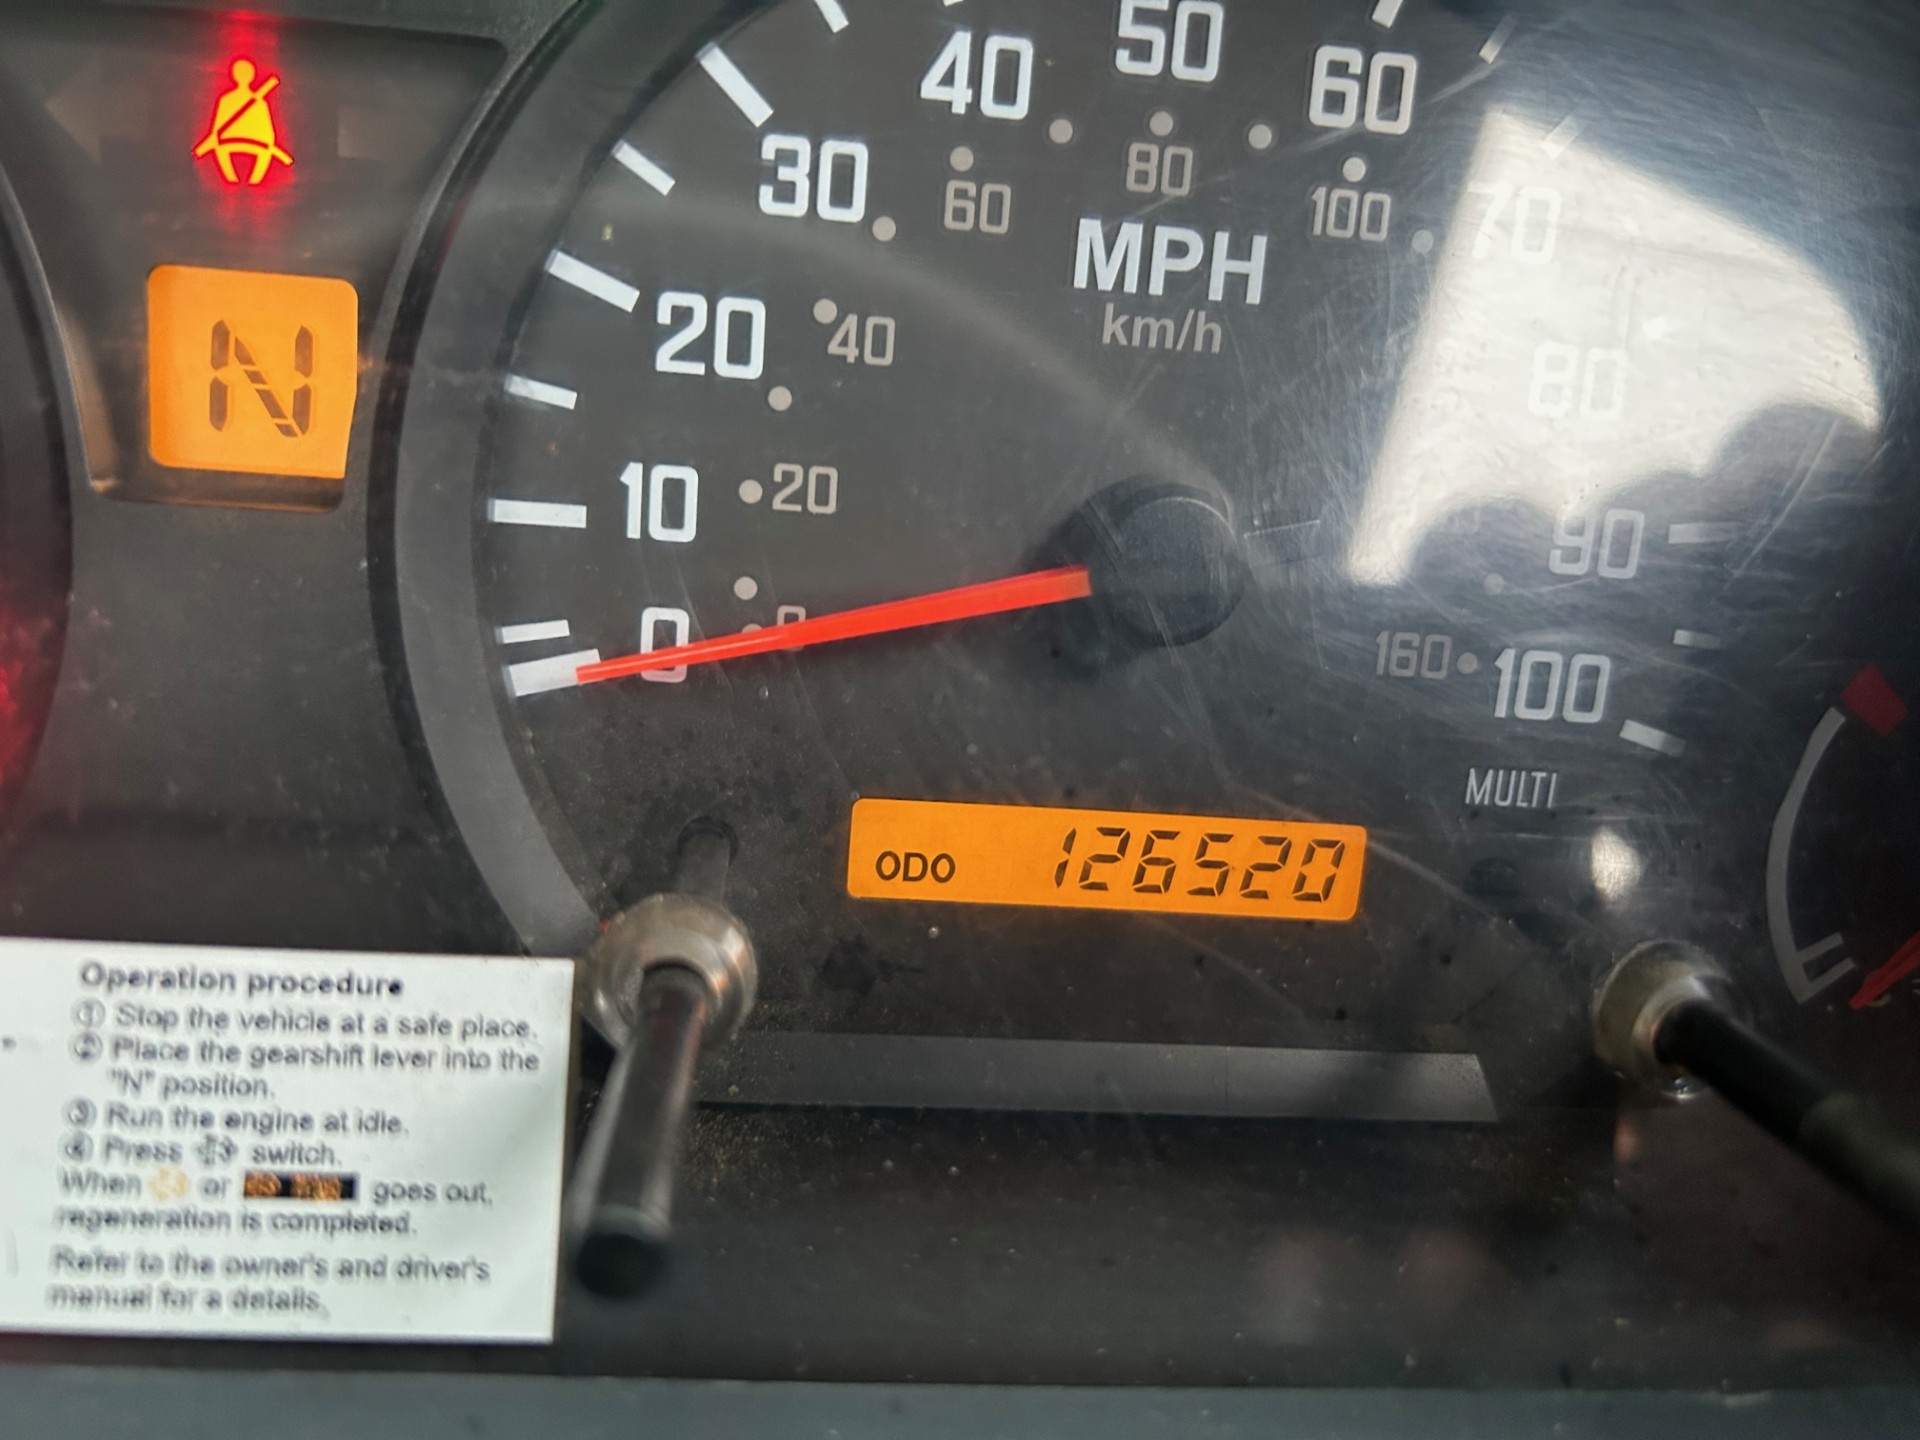 40 50 60
30 60 80 100 70
MPH
km/h
20 40
80
10 20
90
0 0
160 100
MULTI
N
ODO 126520
Operation procedure
① Stop the vehicle at a safe place.
② Place the gearshift lever into the
"N" position.
③ Run the engine at idle.
④ Press switch.
When or goes out,
regeneration is completed.
Refer to the owner's and driver's
manual for a details.
E